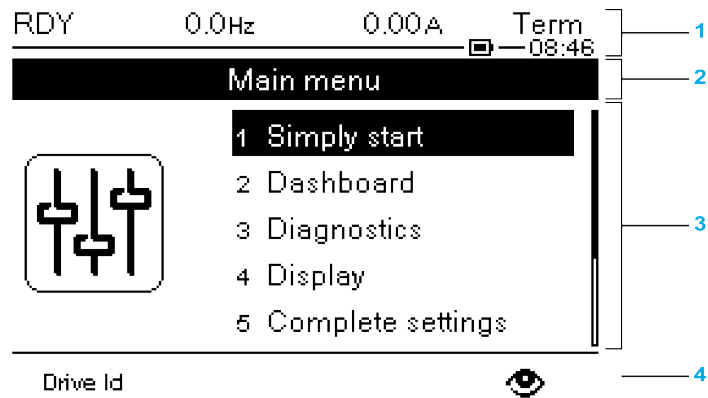 RDY 0.0Hz 0.00A Term 1
08:46
Main menu 2
1 Simply start
2 Dashboard
3 Diagnostics 3
4 Display
5 Complete settings
Drive Id 4